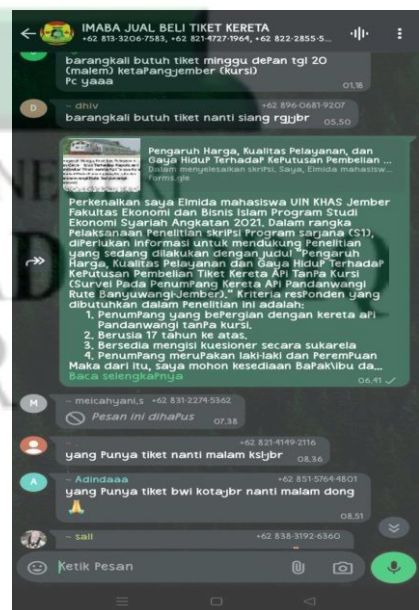 IMABA JUAL BELI TIKET KERETA
+62 813-3206-7583, +62 821-4727-1964, +62 822-2855-5...
barangkali butuh tiket minggu dePan tgl 20
(malem) ketaPang-jember (kursi)
Pc yaaa
01.18
~ dhiv +62 896-0681-9207
barangkali butuh tiket nanti siang rgj-jbr
05.50
Pengaruh Harga, Kualitas Pelayanan, dan
Gaya HiduP TerhadaP KePutusan Pembelian ...
Dalam menyelesaikan skriPsi, Saya, Elmida mahasisw...
forms.gle
Perkenalkan saya Elmida mahasiswa UIN KHAS Jember
Fakultas Ekonomi dan Bisnis Islam Program Studi
Ekonomi Syariah Angkatan 2021, Dalam rangka
Pelaksanaan Penelitian skriPsi Program sarjana (S1),
diPerlukan informasi untuk mendukung Penelitian
yang sedang dilakukan dengan judul "Pengaruh
Harga, Kualitas Pelayanan dan Gaya HiduP TerhadaP
KePutusan Pembelian Tiket Kereta APi TanPa Kursi
(Survei Pada PenumPang Kereta APi Pandanwangi
Rute Banyuwangi-Jember)." Kriteria resPonden yang
dibutuhkan dalam Penelitian ini adalah:
1. PenumPang yang bePergian dengan kereta aPi
Pandanwangi tanPa kursi.
2. Berusia 17 tahun ke atas.
3. Bersedia mengisi kuesioner secara sukarela
4. PenumPang meruPakan laki-laki dan PeremPuan
Maka dari itu, saya mohon kesediaan BaPak\ibu da...
Baca selengkaPnya
06.41
M
~ meicahyani.s +62 831-2274-5362
Pesan ini dihaPus 07.38
+62 821-4149-2116
yang Punya tiket nanti malam ksl-jbr
08.36
A
~ Adindaaa +62 851-5764-4801
yang Punya tiket bwi kota-jbr nanti malam dong
🙏
08.51
~ sall +62 838-3192-6360
Ketik Pesan